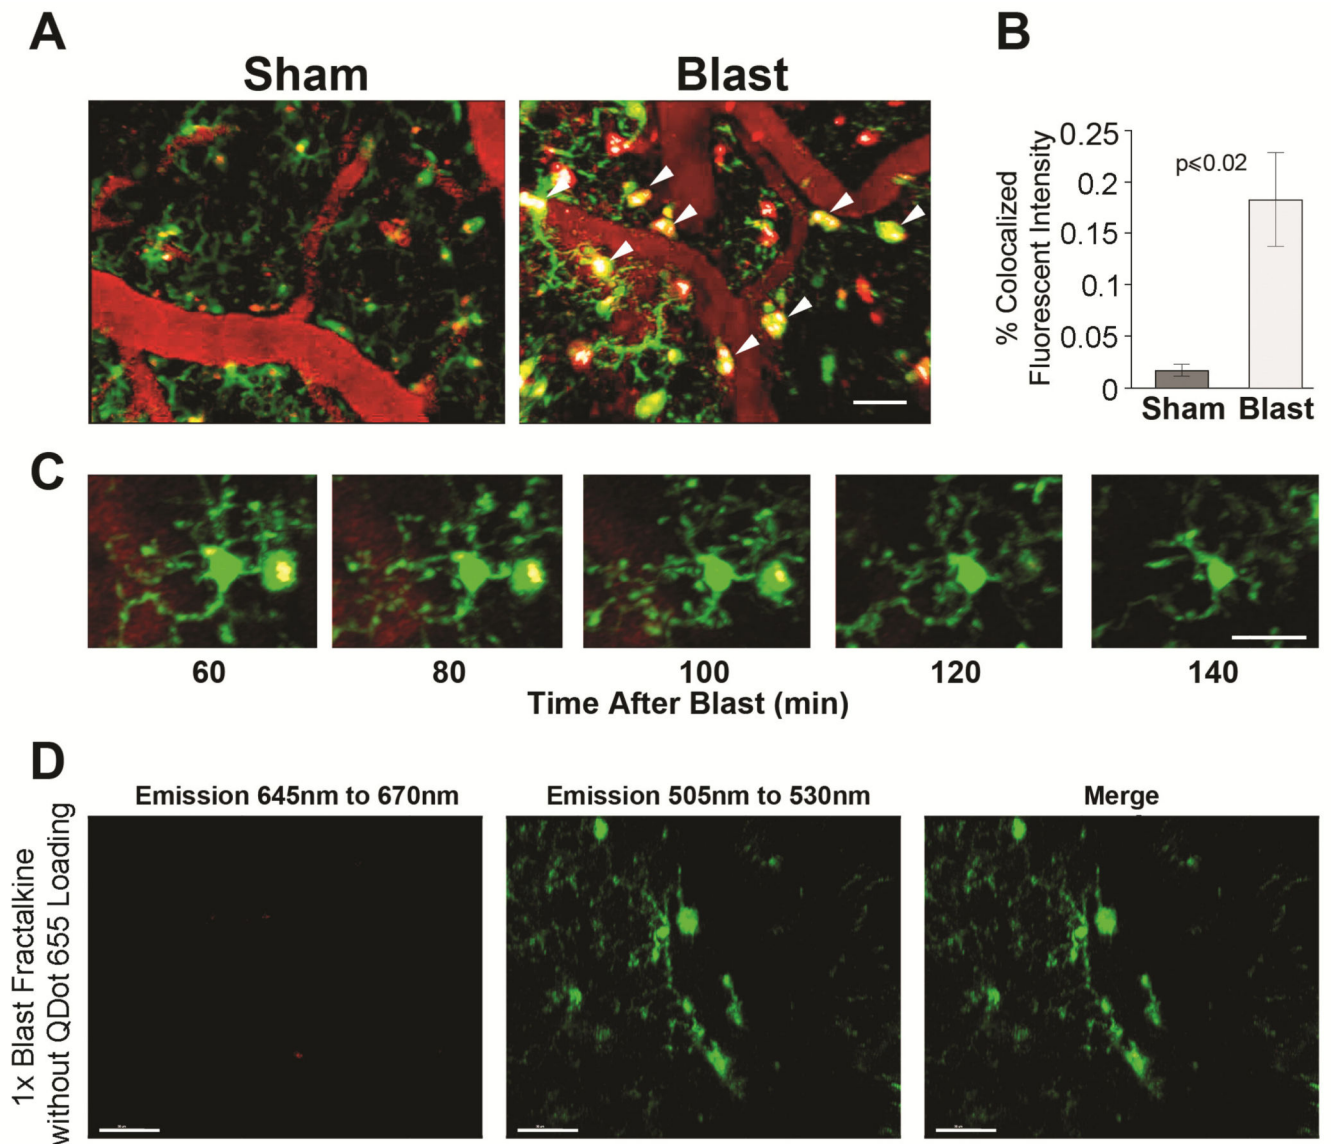 A
Sham
Blast
B
% Colocalized
Fluorescent Intensity
0.25
0.2
0.15
0.1
0.05
0
p⩽0.02
Sham Blast
C
60
80
100
120
140
Time After Blast (min)
D
1x Blast Fractalkine
without QDot 655 Loading
Emission 645nm to 670nm
Emission 505nm to 530nm
Merge